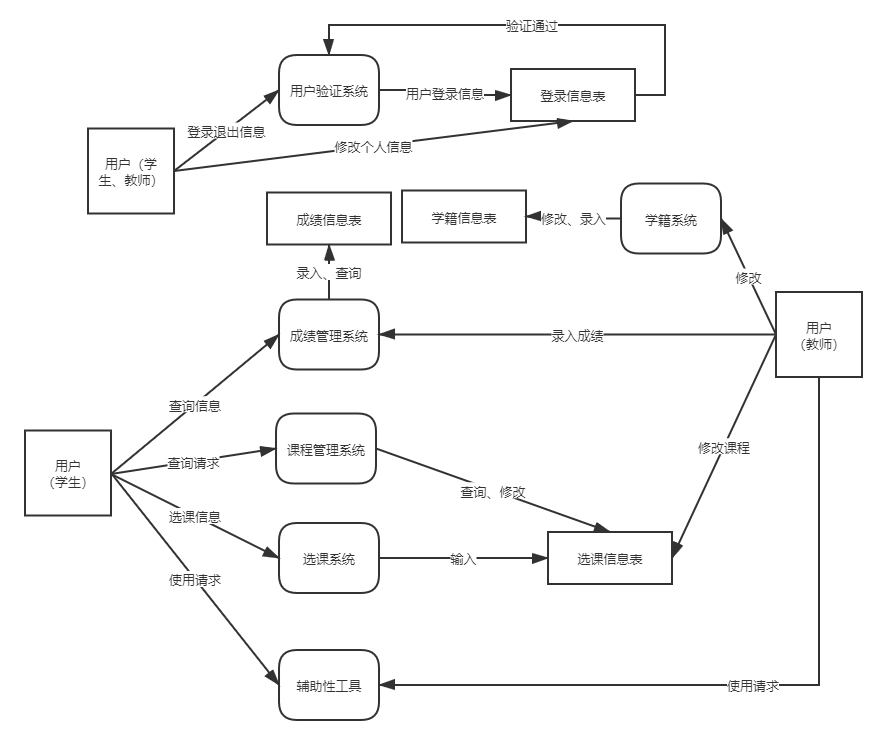 验证通过
用户验证系统
用户登录信息
登录信息表
登录退出信息
修改个人信息
用户（学
生、教师）
成绩信息表
学籍信息表
修改、录入
学籍系统
录入、查询
修改
成绩管理系统
录入成绩
用户
（教师）
查询信息
课程管理系统
修改课程
查询请求
用户
（学生）
查询、修改
选课信息
选课系统
输入
选课信息表
使用请求
辅助性工具
使用请求